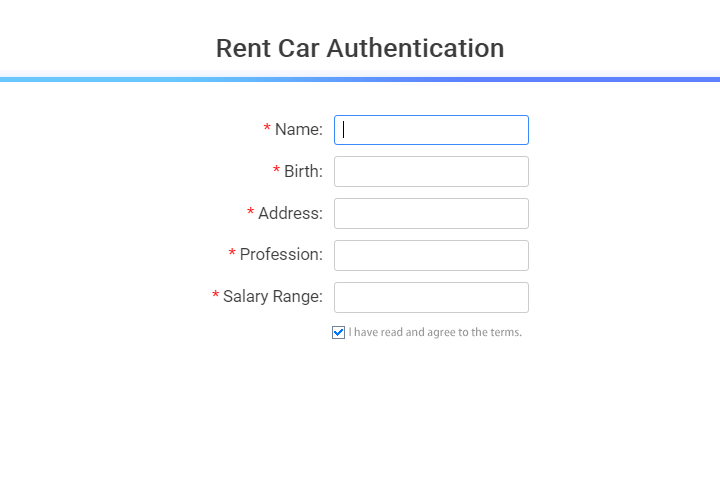 Rent Car Authentication
* Name:
* Birth:
* Address:
* Profession:
* Salary Range:
I have read and agree to the terms.